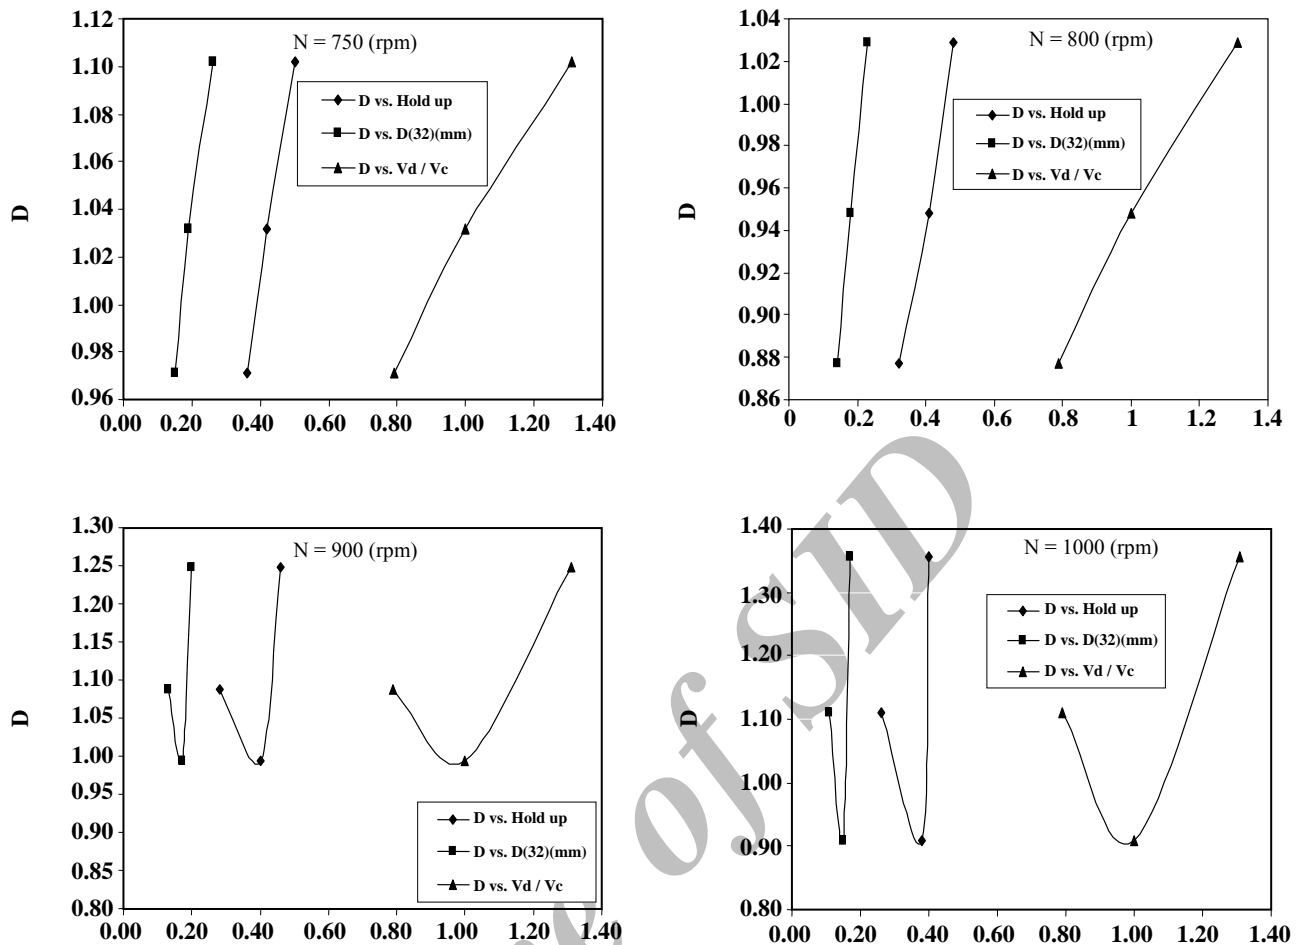 N = 750 (rpm)
D vs. Hold up
D vs. D(32)(mm)
D vs. Vd / Vc
D
1.12
1.10
1.08
1.06
1.04
1.02
1.00
0.98
0.96
0.00 0.20 0.40 0.60 0.80 1.00 1.20 1.40
N = 800 (rpm)
D vs. Hold up
D vs. D(32)(mm)
D vs. Vd / Vc
D
1.04
1.02
1.00
0.98
0.96
0.94
0.92
0.90
0.88
0.86
0 0.2 0.4 0.6 0.8 1 1.2 1.4
N = 900 (rpm)
D vs. Hold up
D vs. D(32)(mm)
D vs. Vd / Vc
D
1.30
1.25
1.20
1.15
1.10
1.05
1.00
0.95
0.90
0.85
0.80
0.00 0.20 0.40 0.60 0.80 1.00 1.20 1.40
N = 1000 (rpm)
D vs. Hold up
D vs. D(32)(mm)
D vs. Vd / Vc
D
1.40
1.30
1.20
1.10
1.00
0.90
0.80
0.00 0.20 0.40 0.60 0.80 1.00 1.20 1.40
of SID